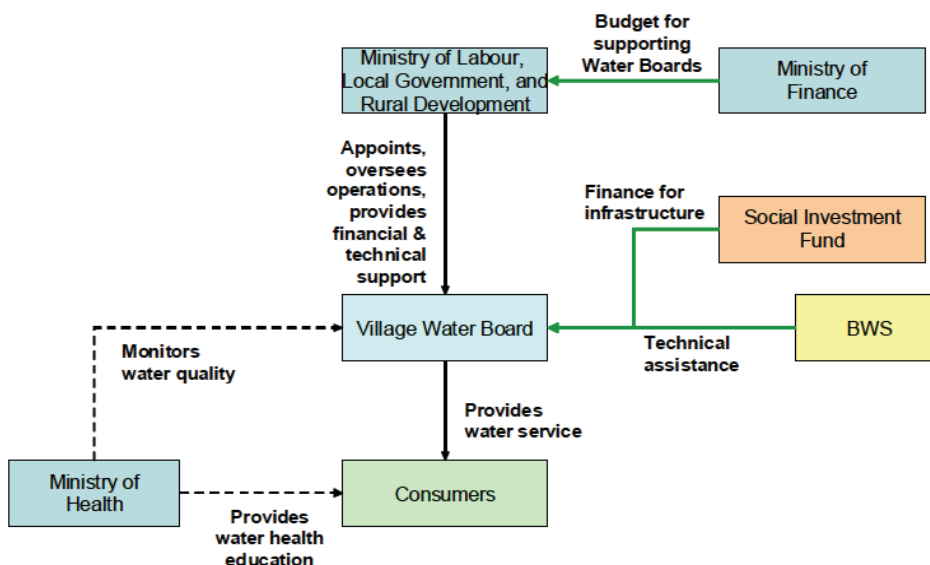 Budget for
supporting
Water Boards
Ministry of Labour,
Local Government, and
Rural Development
Ministry of
Finance
Appoints,
oversees
operations,
provides
financial &
technical
support
Finance for
infrastructure
Social Investment
Fund
Village Water Board
BWS
Technical
assistance
Monitors
water quality
Provides
water service
Ministry of
Health
Consumers
Provides
water health
education